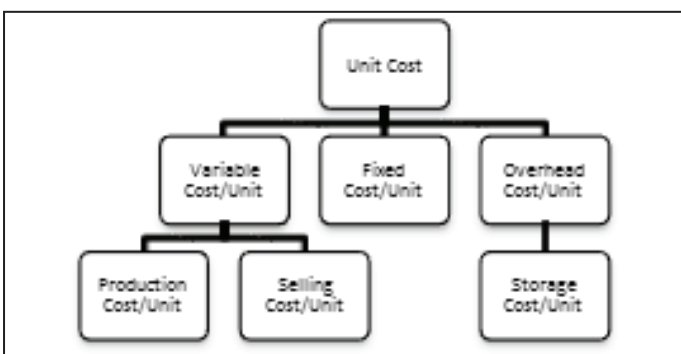 Unit Cost
Variable
Cost/Unit
Fixed
Cost/Unit
Overhead
Cost/Unit
Production
Cost/Unit
Selling
Cost/Unit
Storage
Cost/Unit